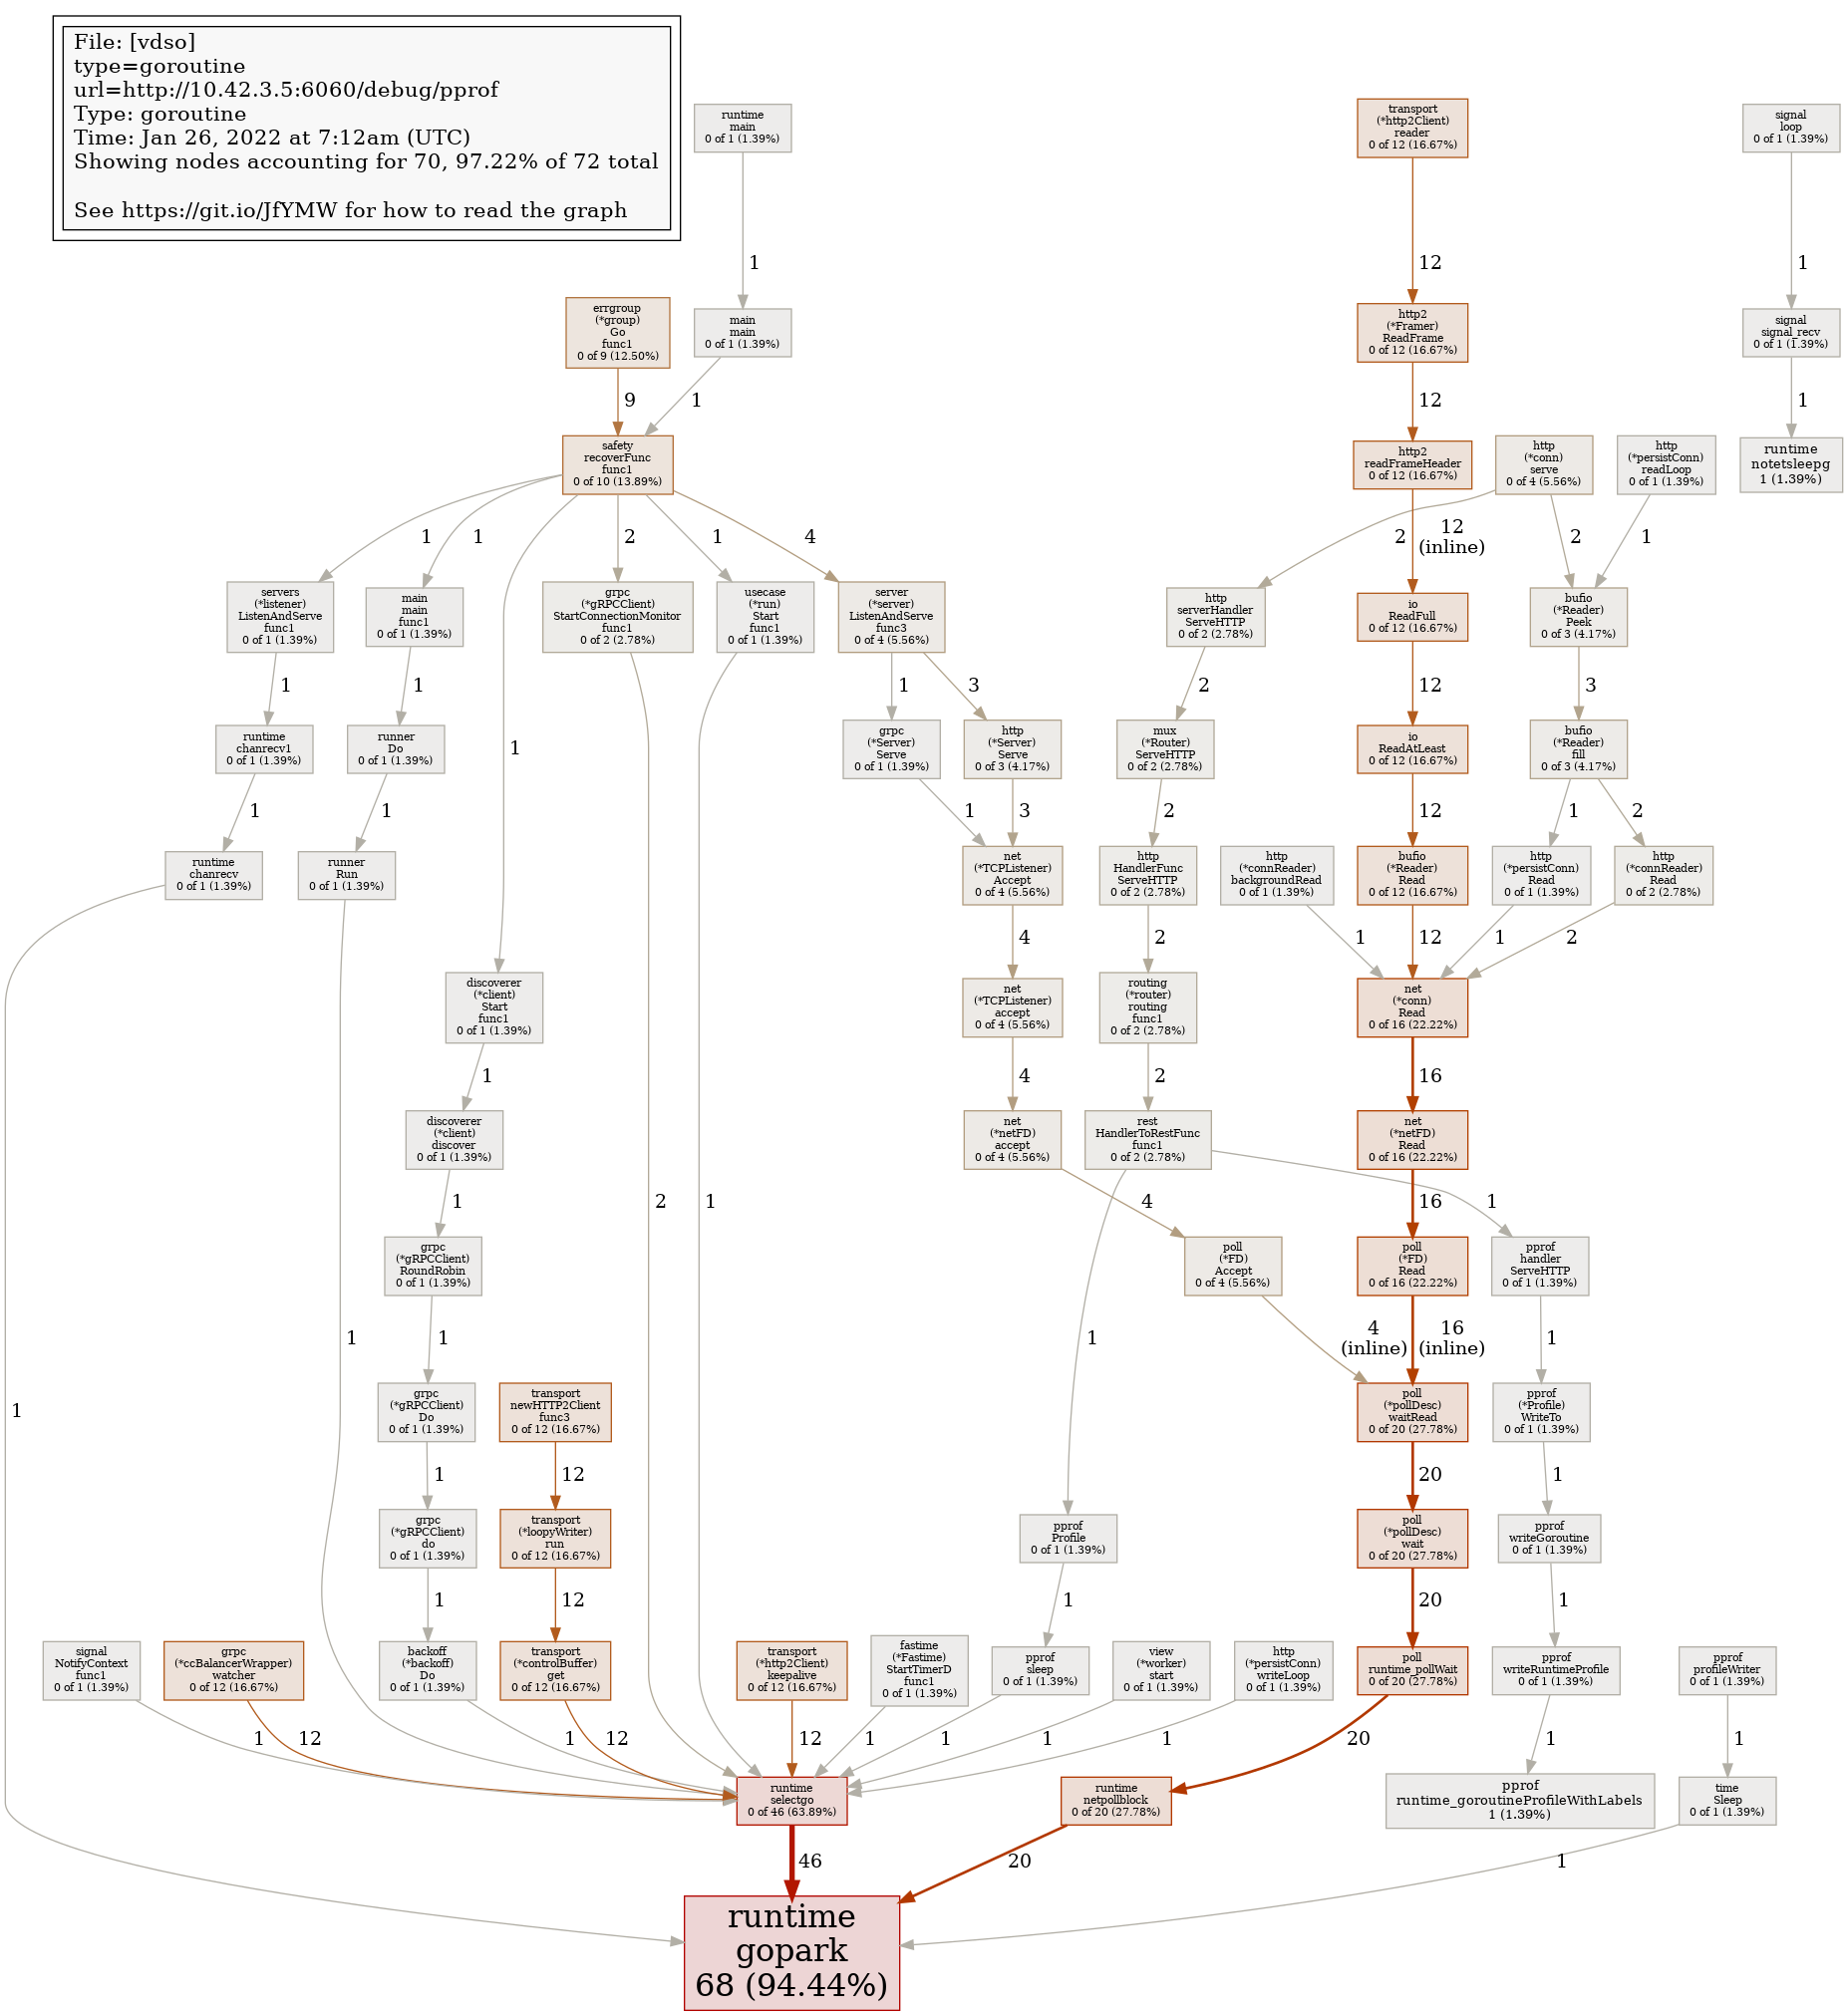 File: [vdso]
type=goroutine
url=http://10.42.3.5:6060/debug/pprof
Type: goroutine
Time: Jan 26, 2022 at 7:12am (UTC)
Showing nodes accounting for 70, 97.22% of 72 total
See https://git.io/JfYMW for how to read the graph
runtime
main
0 of 1 (1.39%)
transport
(*http2Client)
reader
0 of 12 (16.67%)
signal
loop
0 of 1 (1.39%)
1
12
1
errgroup
(*group)
Go
func1
0 of 9 (12.50%)
main
main
0 of 1 (1.39%)
http2
(*Framer)
ReadFrame
0 of 12 (16.67%)
signal
signal_recv
0 of 1 (1.39%)
9
1
12
1
safety
recoverFunc
func1
0 of 10 (13.89%)
http2
readFrameHeader
0 of 12 (16.67%)
http
(*conn)
serve
0 of 4 (5.56%)
http
(*persistConn)
readLoop
0 of 1 (1.39%)
runtime
notetsleepg
1 (1.39%)
1
1
2
1
4
2
12
(inline)
2
1
servers
(*listener)
ListenAndServe
func1
0 of 1 (1.39%)
main
main
func1
0 of 1 (1.39%)
grpc
(*gRPCClient)
StartConnectionMonitor
func1
0 of 2 (2.78%)
usecase
(*run)
Start
func1
0 of 1 (1.39%)
server
(*server)
ListenAndServe
func3
0 of 4 (5.56%)
http
serverHandler
ServeHTTP
0 of 2 (2.78%)
io
ReadFull
0 of 12 (16.67%)
bufio
(*Reader)
Peek
0 of 3 (4.17%)
1
1
1
3
2
12
3
runtime
chanrecv1
0 of 1 (1.39%)
runner
Do
0 of 1 (1.39%)
1
grpc
(*Server)
Serve
0 of 1 (1.39%)
http
(*Server)
Serve
0 of 3 (4.17%)
mux
(*Router)
ServeHTTP
0 of 2 (2.78%)
io
ReadAtLeast
0 of 12 (16.67%)
bufio
(*Reader)
fill
0 of 3 (4.17%)
1
1
1
3
2
12
1
2
runtime
chanrecv
0 of 1 (1.39%)
runner
Run
0 of 1 (1.39%)
net
(*TCPListener)
Accept
0 of 4 (5.56%)
http
HandlerFunc
ServeHTTP
0 of 2 (2.78%)
http
(*connReader)
backgroundRead
0 of 1 (1.39%)
bufio
(*Reader)
Read
0 of 12 (16.67%)
http
(*persistConn)
Read
0 of 1 (1.39%)
http
(*connReader)
Read
0 of 2 (2.78%)
4
2
1
12
1
2
discoverer
(*client)
Start
func1
0 of 1 (1.39%)
net
(*TCPListener)
accept
0 of 4 (5.56%)
routing
(*router)
routing
func1
0 of 2 (2.78%)
net
(*conn)
Read
0 of 16 (22.22%)
1
4
2
16
discoverer
(*client)
discover
0 of 1 (1.39%)
net
(*netFD)
accept
0 of 4 (5.56%)
rest
HandlerToRestFunc
func1
0 of 2 (2.78%)
net
(*netFD)
Read
0 of 16 (22.22%)
1
2
1
4
16
1
grpc
(*gRPCClient)
RoundRobin
0 of 1 (1.39%)
poll
(*FD)
Accept
0 of 4 (5.56%)
poll
(*FD)
Read
0 of 16 (22.22%)
pprof
handler
ServeHTTP
0 of 1 (1.39%)
1
1
1
4
(inline)
16
(inline)
1
grpc
(*gRPCClient)
Do
0 of 1 (1.39%)
transport
newHTTP2Client
func3
0 of 12 (16.67%)
poll
(*pollDesc)
waitRead
0 of 20 (27.78%)
pprof
(*Profile)
WriteTo
0 of 1 (1.39%)
1
1
12
20
1
grpc
(*gRPCClient)
do
0 of 1 (1.39%)
transport
(*loopyWriter)
run
0 of 12 (16.67%)
pprof
Profile
0 of 1 (1.39%)
poll
(*pollDesc)
wait
0 of 20 (27.78%)
pprof
writeGoroutine
0 of 1 (1.39%)
1
12
1
20
1
signal
NotifyContext
func1
0 of 1 (1.39%)
grpc
(*ccBalancerWrapper)
watcher
0 of 12 (16.67%)
backoff
(*backoff)
Do
0 of 1 (1.39%)
transport
(*controlBuffer)
get
0 of 12 (16.67%)
transport
(*http2Client)
keepalive
0 of 12 (16.67%)
fastime
(*Fastime)
StartTimerD
func1
0 of 1 (1.39%)
pprof
sleep
0 of 1 (1.39%)
view
(*worker)
start
0 of 1 (1.39%)
http
(*persistConn)
writeLoop
0 of 1 (1.39%)
poll
runtime_pollWait
0 of 20 (27.78%)
pprof
writeRuntimeProfile
0 of 1 (1.39%)
pprof
profileWriter
0 of 1 (1.39%)
1
12
1
12
12
1
1
1
1
20
1
1
runtime
selectgo
0 of 46 (63.89%)
runtime
netpollblock
0 of 20 (27.78%)
pprof
runtime_goroutineProfileWithLabels
1 (1.39%)
time
Sleep
0 of 1 (1.39%)
46
20
1
runtime
gopark
68 (94.44%)